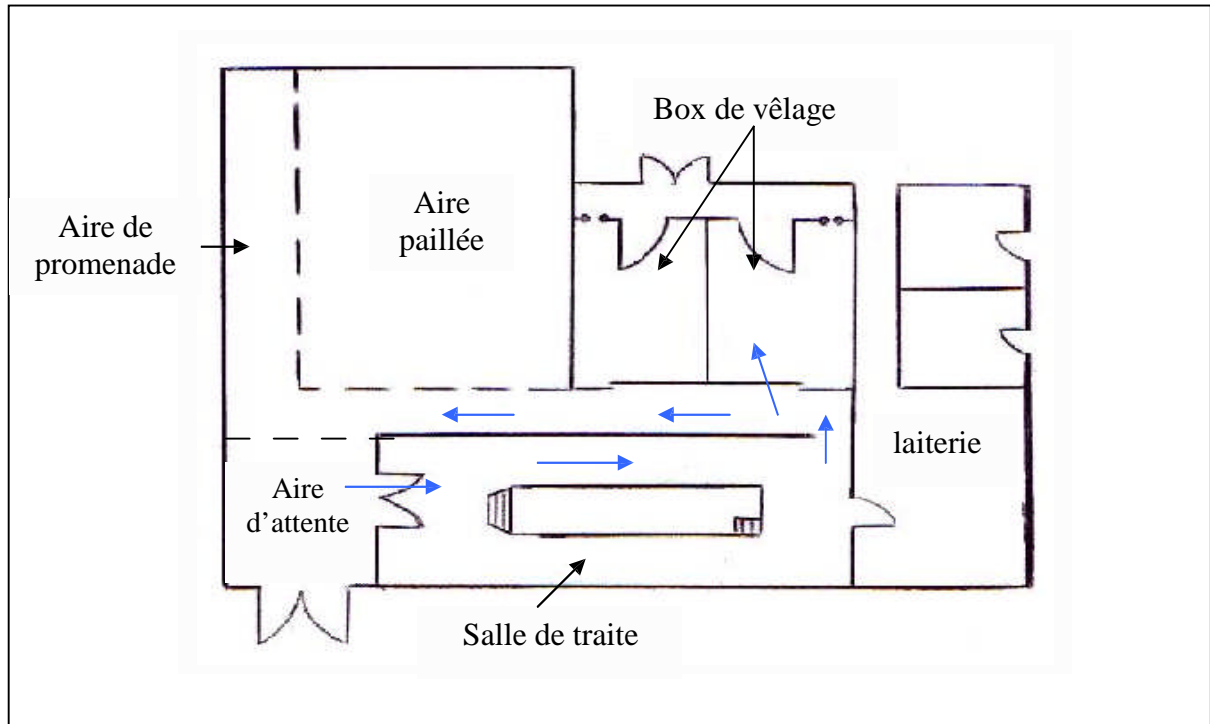 Box de vêlage
Aire
paillée
Aire de
promenade
laiterie
Aire
d’attente
Salle de traite